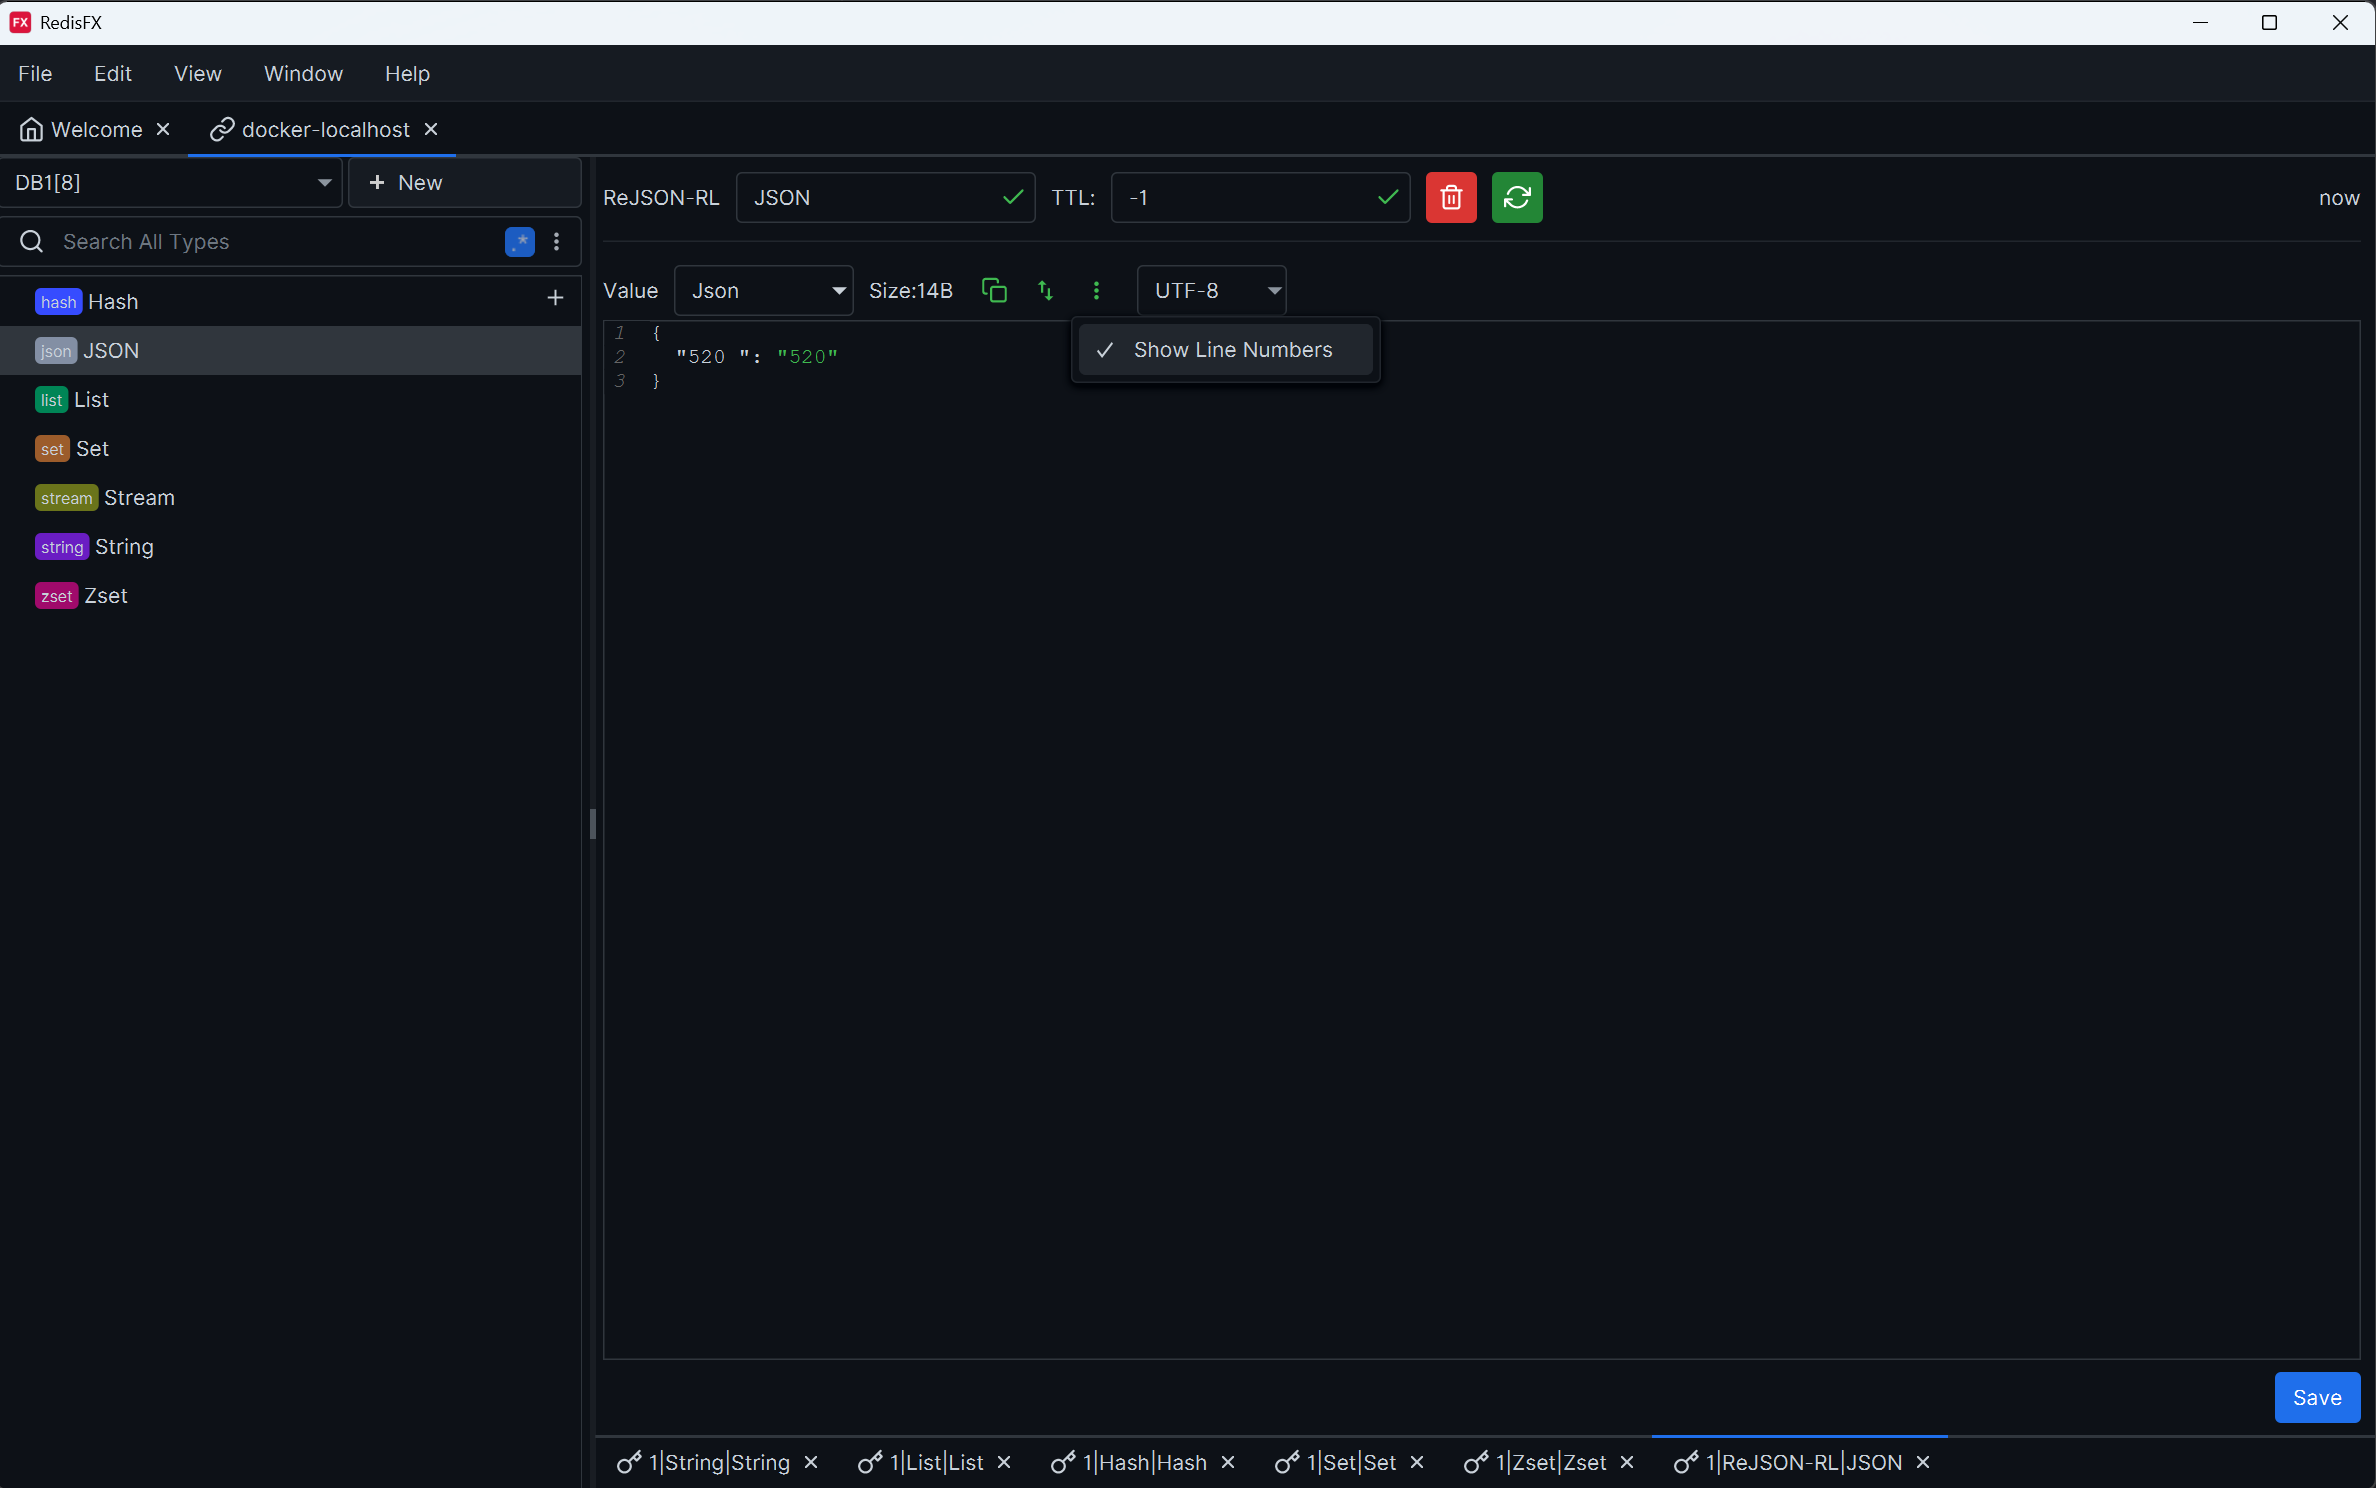 FX RedisFX
File Edit View Window Help
Welcome docker-localhost
DB1[8] + New
Search All Types .*
hash Hash
json JSON
list List
set Set
stream Stream
string String
zset Zset
ReJSON-RL JSON TTL: -1 now
Value Json Size:14B UTF-8
Show Line Numbers
1 {
2 "520 ": "520"
3 }
Save
1|String|String 1|List|List 1|Hash|Hash 1|Set|Set 1|Zset|Zset 1|ReJSON-RL|JSON